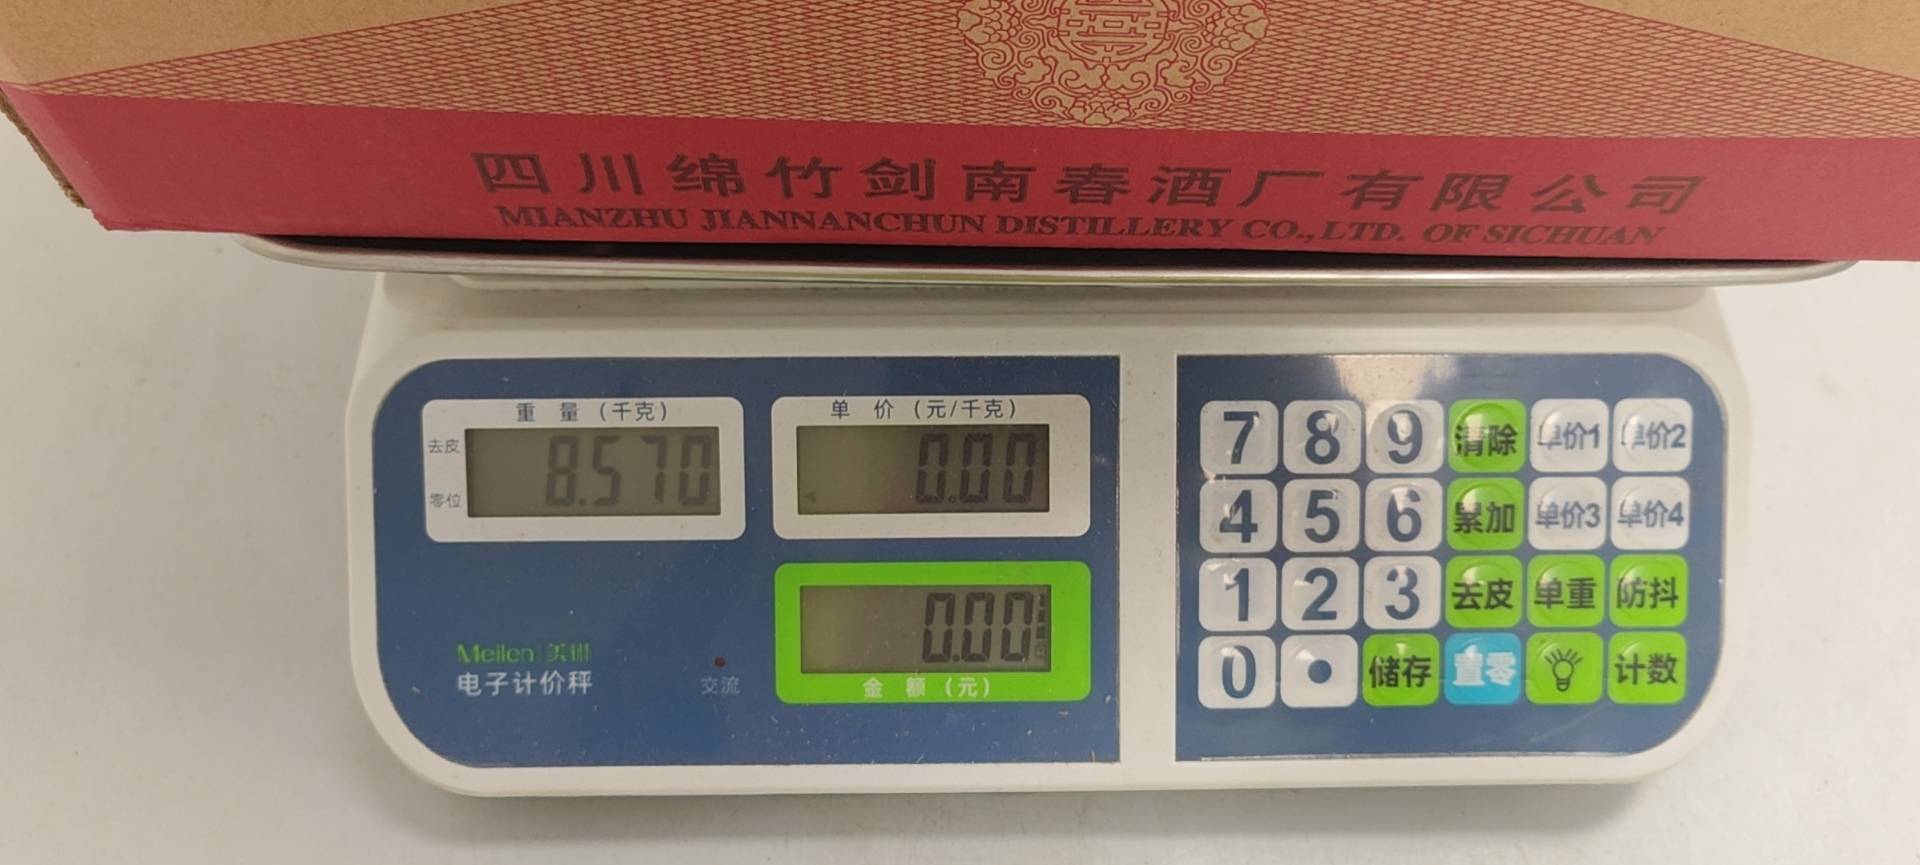 四川绵竹剑南春酒厂有限公司
MIANZHU JIANNANCHUN DISTILLERY CO.,LTD. OF SICHUAN
重量(千克)
去皮
零位
8.570
单价(元/千克)
0.00
0.00
金额(元)
Meilen|美琳
电子计价秤
交流
7 8 9 清除 单价1 单价2
4 5 6 累加 单价3 单价4
1 2 3 去皮 单重 防抖
0 • 储存 置零 计数